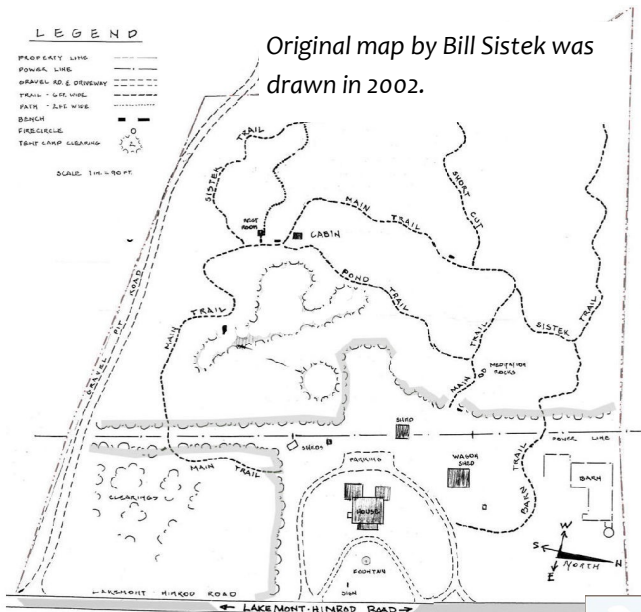 LEGEND
PROPERTY LINE
POWER LINE
GRAVEL RD. & DRIVEWAY
TRAIL - 6 FT. WIDE
PATH - 2 FT. WIDE
BENCH
FIRECIRCLE
TENT CAMP CLEARING
SCALE 1 IN. = 90 FT.
Original map by Bill Sistek was
drawn in 2002.
SISTEK TRAIL
REST
ROOM
CABIN
MAIN TRAIL
SHORT CUT
POND TRAIL
MAIN TRAIL
GRAVEL PIT ROAD
MAIN TRAIL
SISTEK TRAIL
MEDITATION
ROCKS
SHED
SHEDS
POWER LINE
MAIN TRAIL
PARKING
WAGON
SHED
BARN TRAIL
BARN
CLEARINGS
HOUSE
FOUNTAIN
SIGN
W
S
NORTH
N
E
LAKEMONT - HIMROD ROAD
← LAKEMONT-HIMROD ROAD →